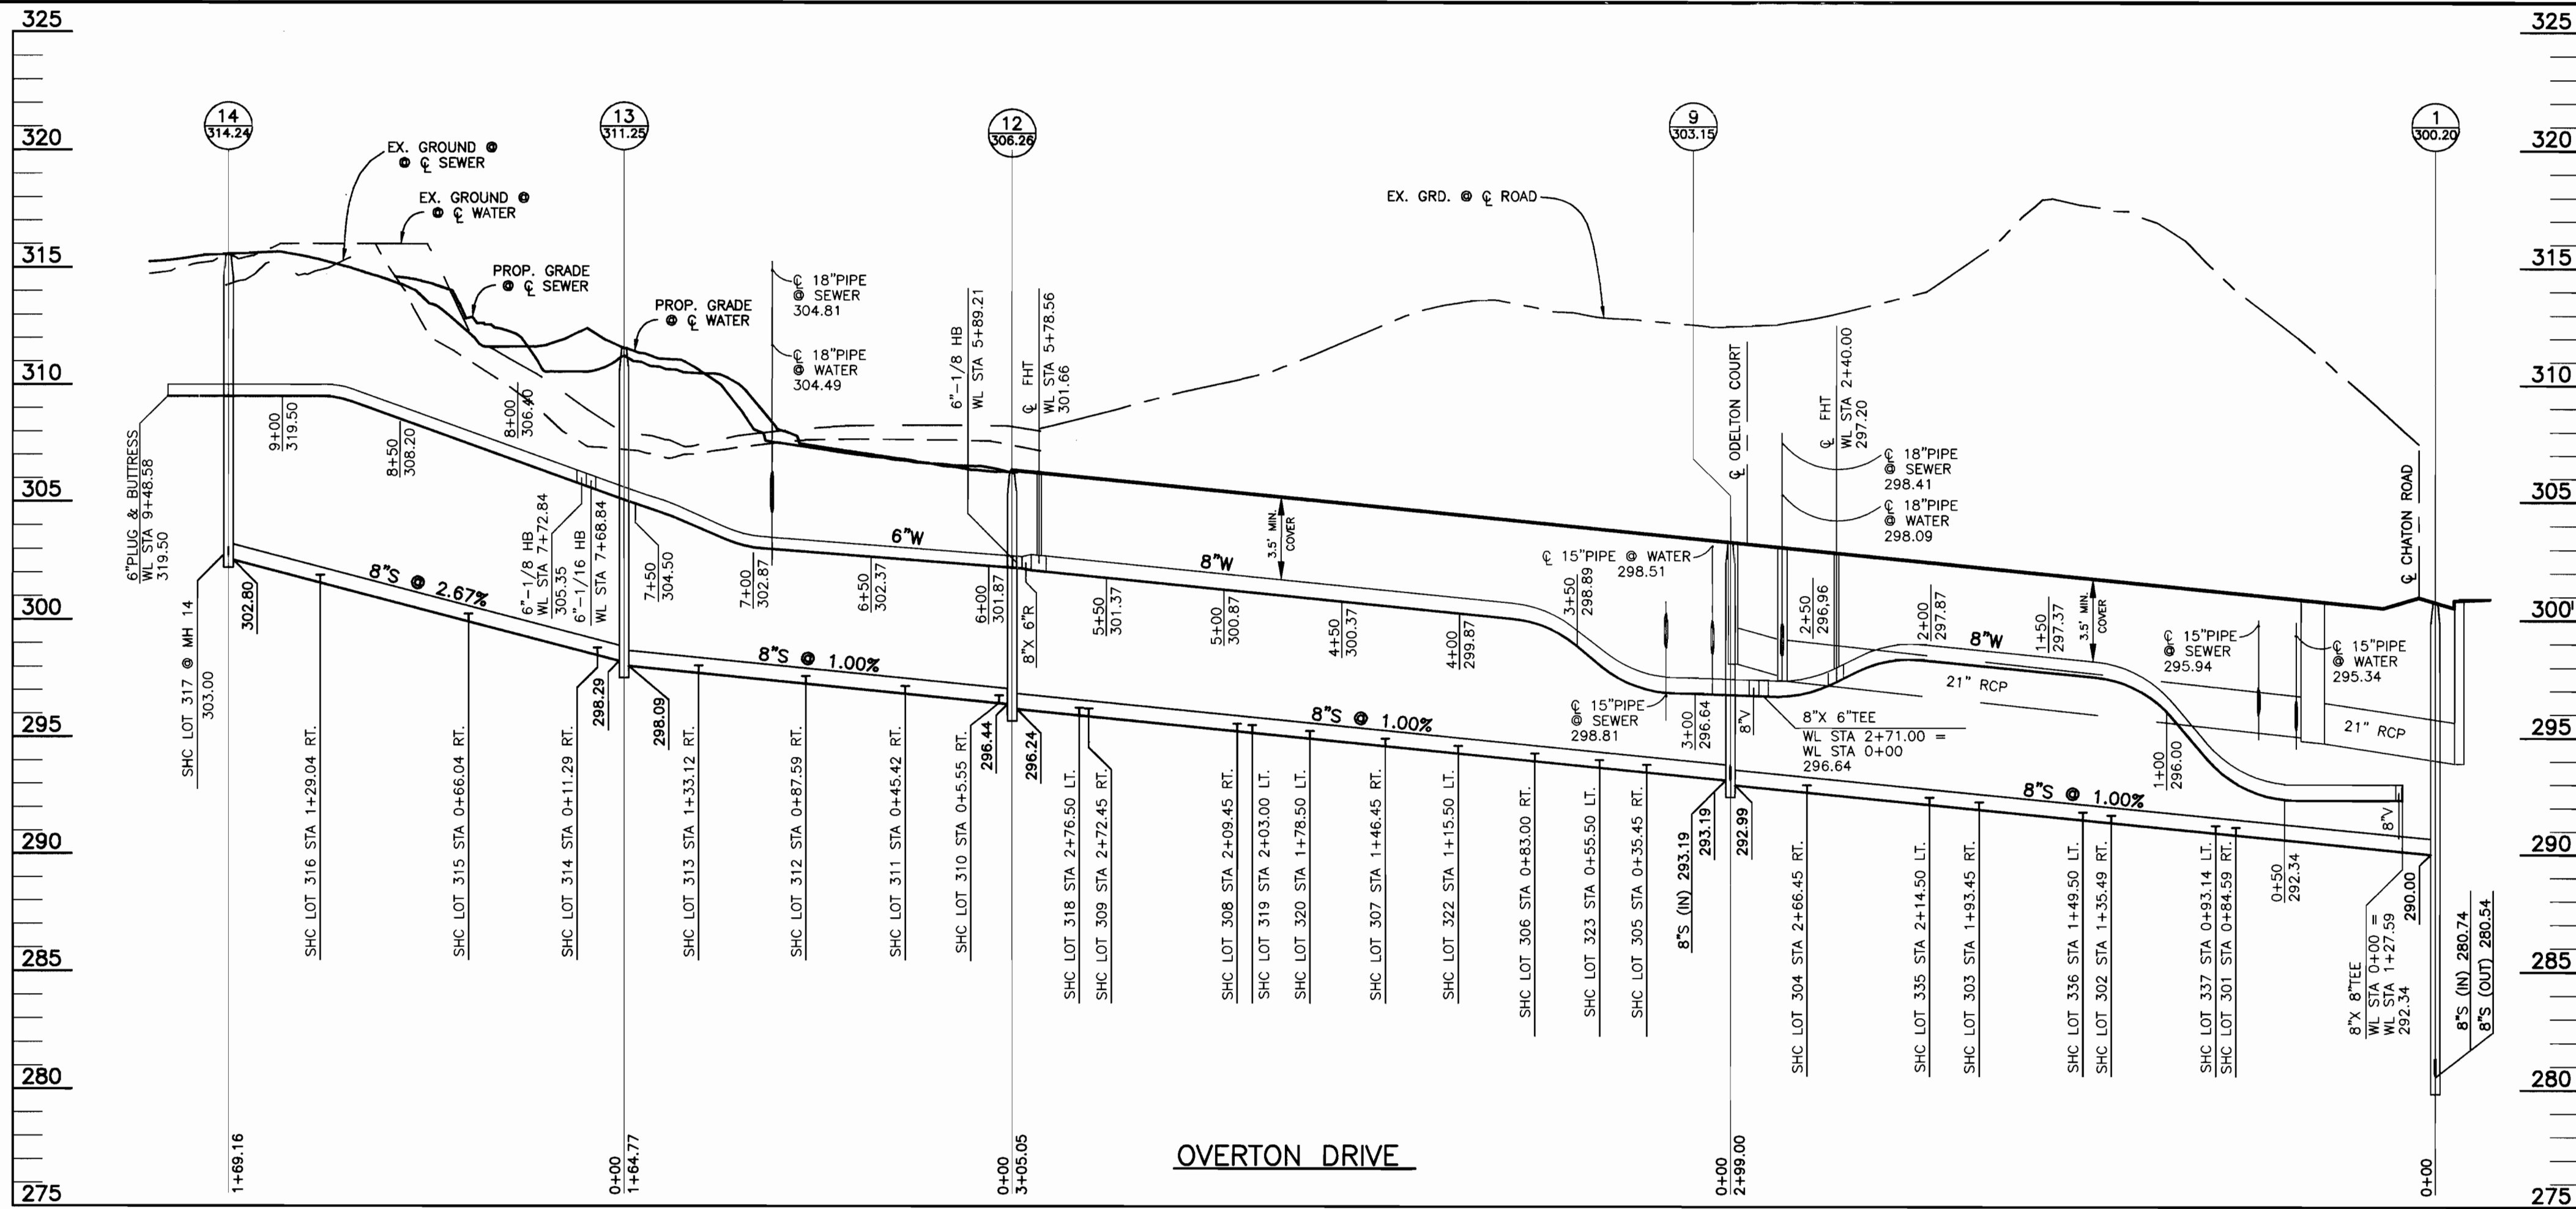 325
320
315
310
305
300
295
290
285
280
275
14
314.24
13
311.25
12
306.26
9
303.15
1
300.20
EX. GROUND @
@ ℄ SEWER
EX. GROUND @
@ ℄ WATER
PROP. GRADE
@ ℄ SEWER
PROP. GRADE
@ ℄ WATER
℄ 18"PIPE
@ SEWER
304.81
℄ 18"PIPE
@ WATER
304.49
6"-1/8 HB
WL STA 5+89.21
℄ FHT
WL STA 5+78.56
301.66
EX. GRD. @ ℄ ROAD
℄ ODELTON COURT
℄ FHT
WL STA 2+40.00
297.20
℄ 18"PIPE
@ SEWER
298.41
℄ 18"PIPE
@ WATER
298.09
℄ CHATON ROAD
6"PLUG & BUTTRESS
WL STA 9+48.58
319.50
9+00
319.50
8+50
308.20
8+00
306.40
6"-1/8 HB
WL STA 7+72.84
305.35
6"-1/16 HB
WL STA 7+68.84
7+50
304.50
7+00
302.87
6"W
6+50
302.37
6+00
301.87
8"X 6"R
5+50
301.37
8"W
3.5' MIN.
COVER
5+00
300.87
4+50
300.37
4+00
299.87
3+50
298.89
℄ 15"PIPE @ WATER
298.51
℄ 15"PIPE
@ SEWER
298.81
3+00
296.64
8"V
8"X 6"TEE
WL STA 2+71.00 =
WL STA 0+00
296.64
2+50
296,96
2+00
297.87
8"W
1+50
297.37
3.5' MIN.
COVER
21" RCP
℄ 15"PIPE
@ SEWER
295.94
℄ 15"PIPE
@ WATER
295.34
21" RCP
1+00
296.00
0+50
292.34
8"V
8"X 8"TEE
WL STA 0+00 =
WL STA 1+27.59
292.34
SHC LOT 317 @ MH 14
303.00
302.80
8"S @ 2.67%
SHC LOT 316 STA 1+29.04 RT.
SHC LOT 315 STA 0+66.04 RT.
SHC LOT 314 STA 0+11.29 RT.
298.29
298.09
8"S @ 1.00%
SHC LOT 313 STA 1+33.12 RT.
SHC LOT 312 STA 0+87.59 RT.
SHC LOT 311 STA 0+45.42 RT.
SHC LOT 310 STA 0+5.55 RT.
296.44
296.24
8"S @ 1.00%
SHC LOT 318 STA 2+76.50 LT.
SHC LOT 309 STA 2+72.45 RT.
SHC LOT 308 STA 2+09.45 RT.
SHC LOT 319 STA 2+03.00 LT.
SHC LOT 320 STA 1+78.50 LT.
SHC LOT 307 STA 1+46.45 RT.
SHC LOT 322 STA 1+15.50 LT.
SHC LOT 306 STA 0+83.00 RT.
SHC LOT 323 STA 0+55.50 LT.
SHC LOT 305 STA 0+35.45 RT.
8"S (IN) 293.19
293.19
292.99
8"S @ 1.00%
SHC LOT 304 STA 2+66.45 RT.
SHC LOT 335 STA 2+14.50 LT.
SHC LOT 303 STA 1+93.45 RT.
SHC LOT 336 STA 1+49.50 LT.
SHC LOT 302 STA 1+35.49 RT.
SHC LOT 337 STA 0+93.14 LT.
SHC LOT 301 STA 0+84.59 RT.
290.00
8"S (IN) 280.74
8"S (OUT) 280.54
1+69.16
0+00
1+64.77
0+00
3+05.05
0+00
2+99.00
0+00
OVERTON DRIVE
325
320
315
310
305
300'
295
290
285
280
275